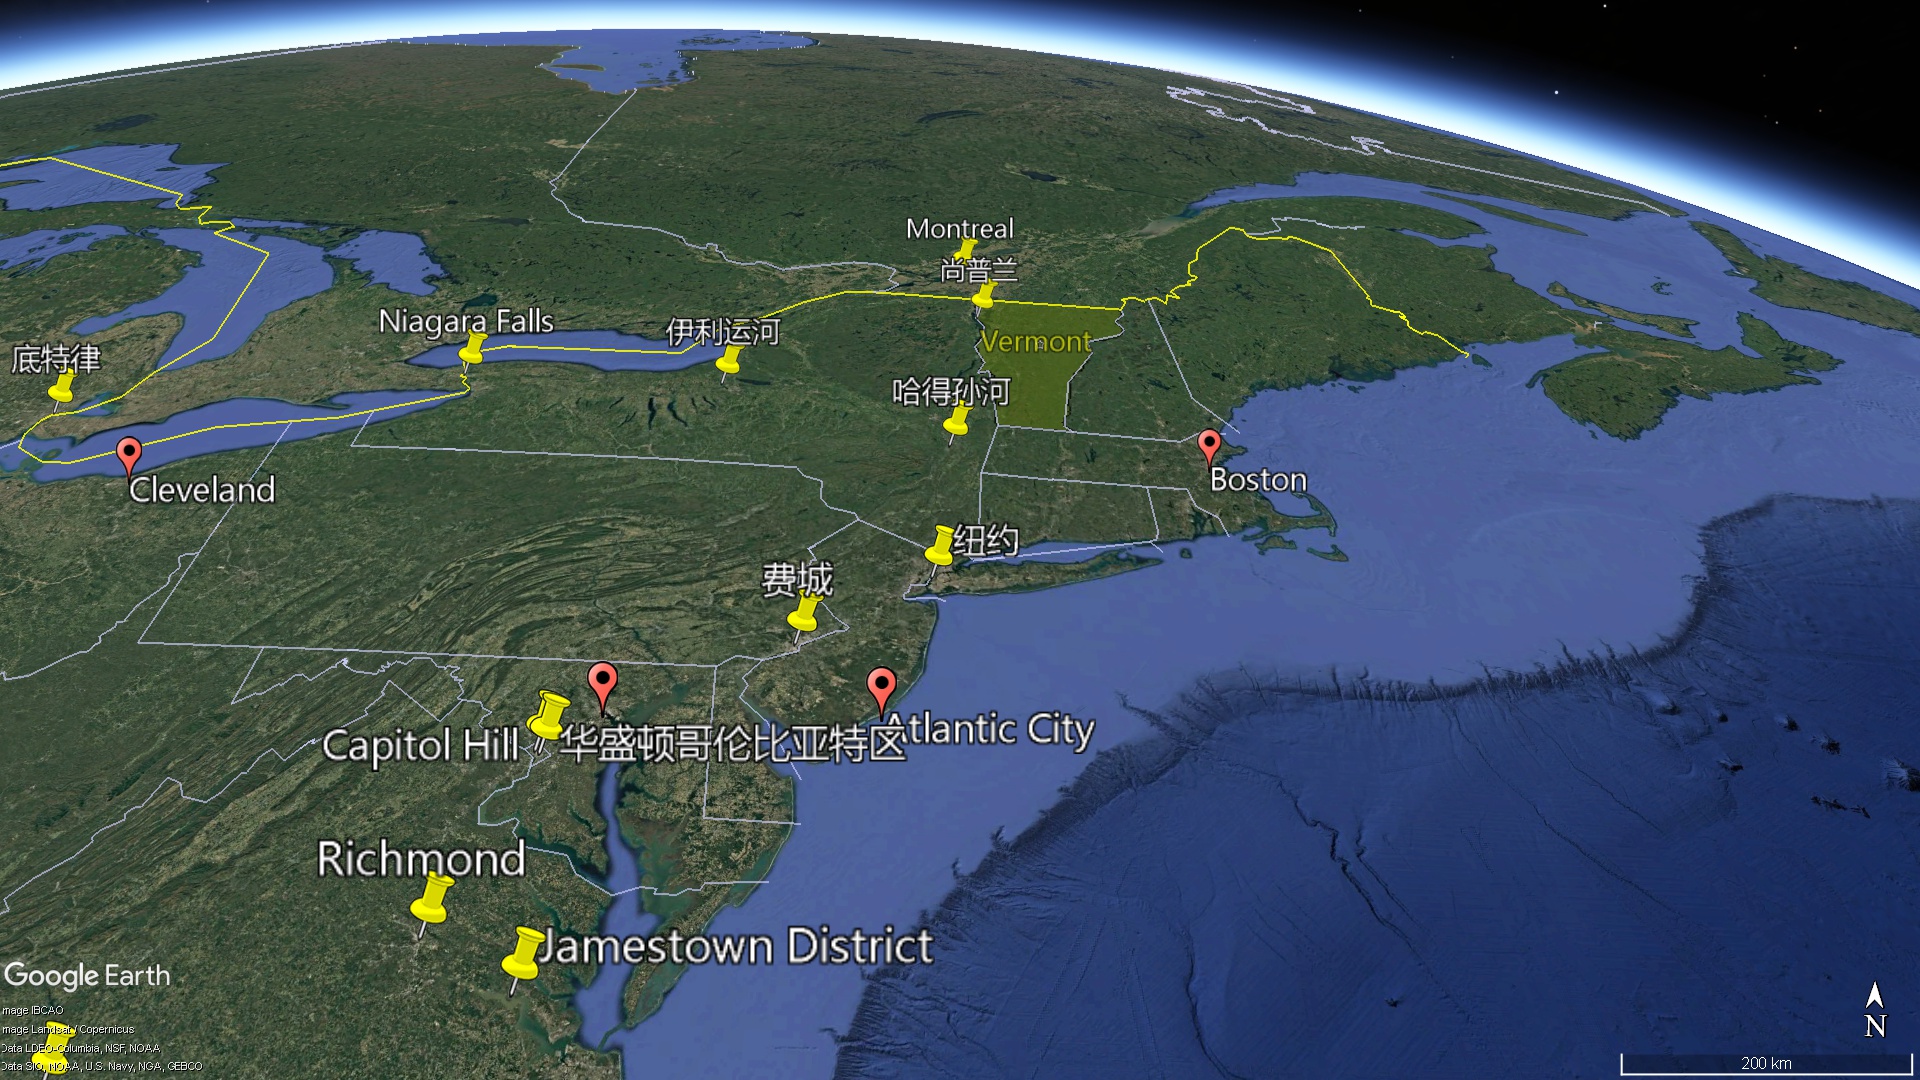 Montreal
尚普兰
Niagara Falls
伊利运河
Vermont
底特律
哈得孙河
Cleveland
Boston
纽约
费城
Capitol Hill
华盛顿哥伦比亚特区
Atlantic City
Richmond
Jamestown District
Google Earth
mage IBCAO
mage Landsat / Copernicus
Data LDEO-Columbia, NSF, NOAA
Data SIO, NOAA, U.S. Navy, NGA, GEBCO
N
200 km